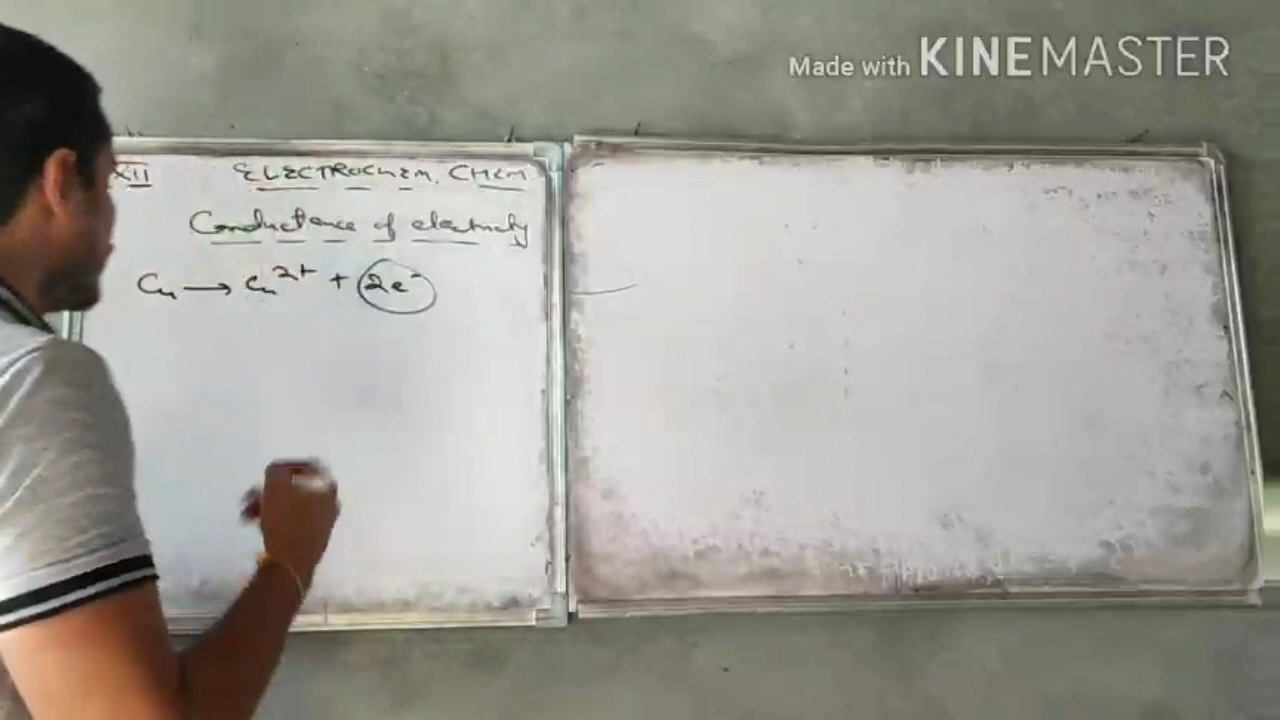 Made with KINEMASTER
XII ELECTROCHEM. CHEM
Conductance of electricity
Cu → Cu²⁺ + 2e⁻